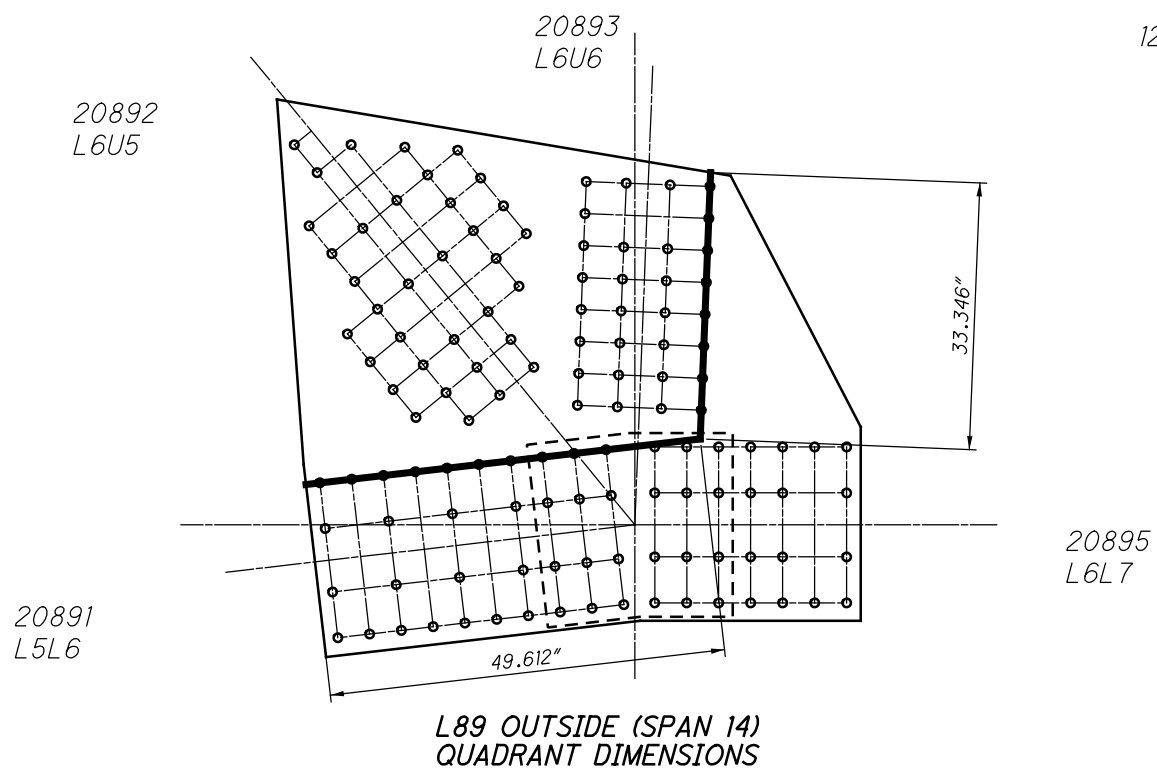 20893
L6U6
12
20892
L6U5
33.346"
20895
L6L7
20891
L5L6
49.612"
L89 OUTSIDE (SPAN 14)
QUADRANT DIMENSIONS